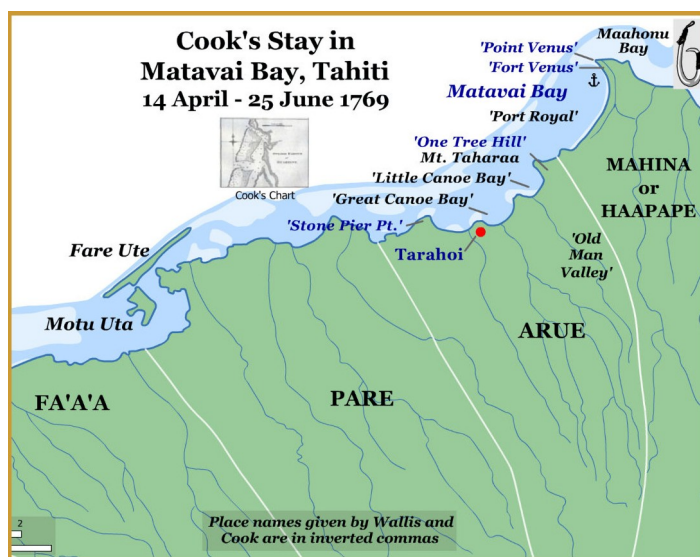 Cook's Stay in
Matavai Bay, Tahiti
14 April - 25 June 1769
Cook's Chart
'Point Venus'
Maahonu
Bay
'Fort Venus'
Matavai Bay
'Port Royal'
'One Tree Hill'
Mt. Taharaa
'Little Canoe Bay'
'Great Canoe Bay'
'Stone Pier Pt.'
Tarahoi
MAHINA
or
HAAPAPE
'Old
Man
Valley'
Fare Ute
Motu Uta
ARUE
PARE
FA'A'A
2
Place names given by Wallis and
Cook are in inverted commas